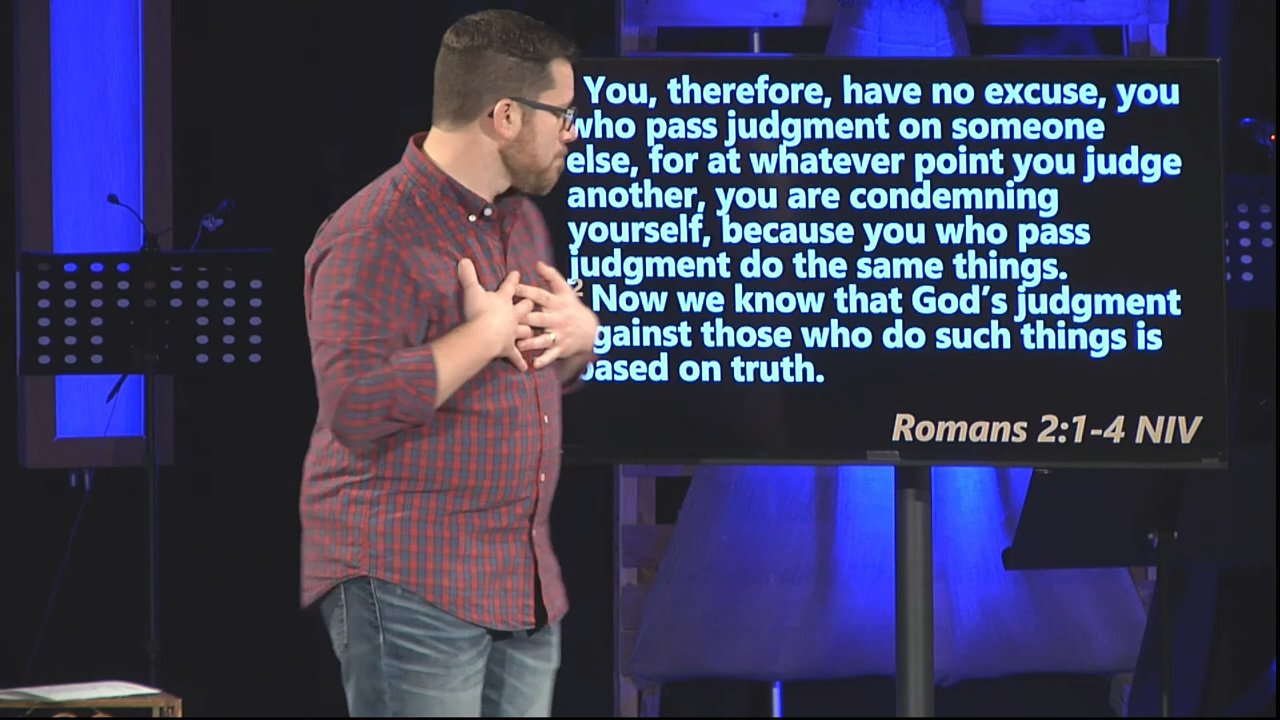 You, therefore, have no excuse, you
who pass judgment on someone
else, for at whatever point you judge
another, you are condemning
yourself, because you who pass
judgment do the same things.
2 Now we know that God's judgment
against those who do such things is
based on truth.
Romans 2:1-4 NIV